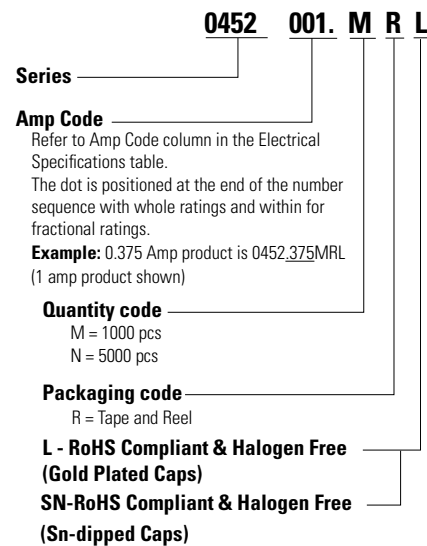 0452 001. M R L
Series
Amp Code
Refer to Amp Code column in the Electrical
Specifications table.
The dot is positioned at the end of the number
sequence with whole ratings and within for
fractional ratings.
Example: 0.375 Amp product is 0452.375MRL
(1 amp product shown)
Quantity code
M = 1000 pcs
N = 5000 pcs
Packaging code
R = Tape and Reel
L - RoHS Compliant & Halogen Free
(Gold Plated Caps)
SN-RoHS Compliant & Halogen Free
(Sn-dipped Caps)